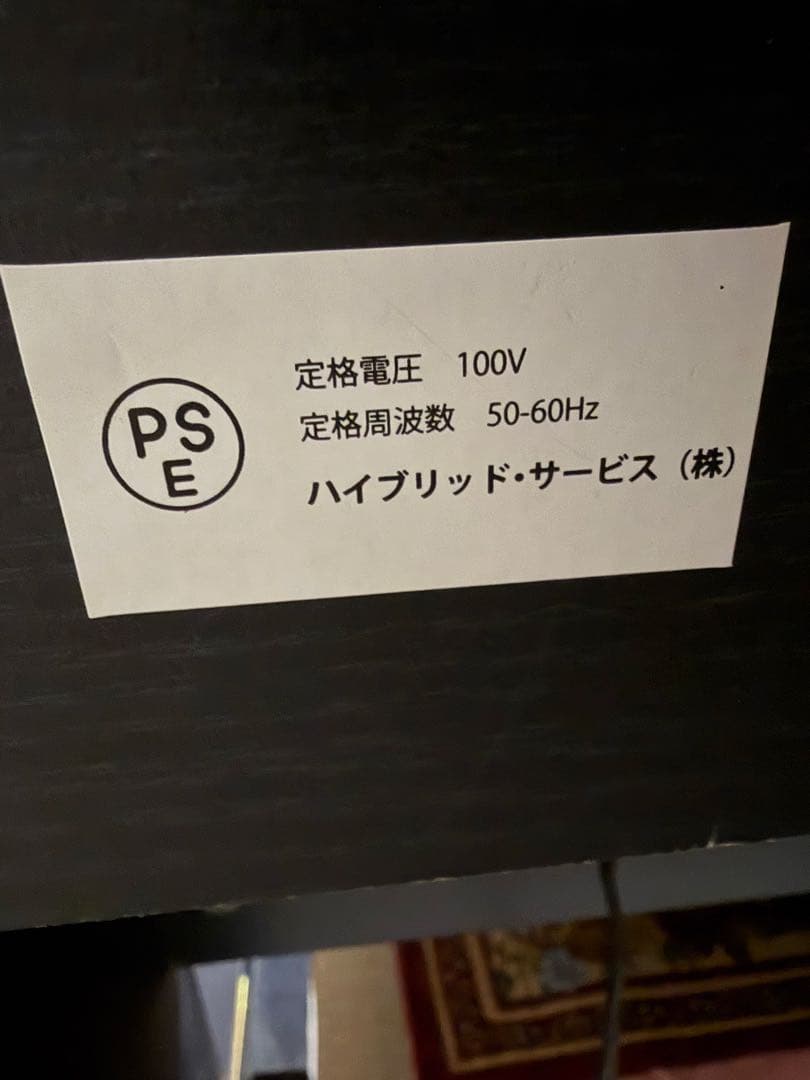 PS
E
定格電圧 100V
定格周波数 50-60Hz
ハイブリッド・サービス（株）